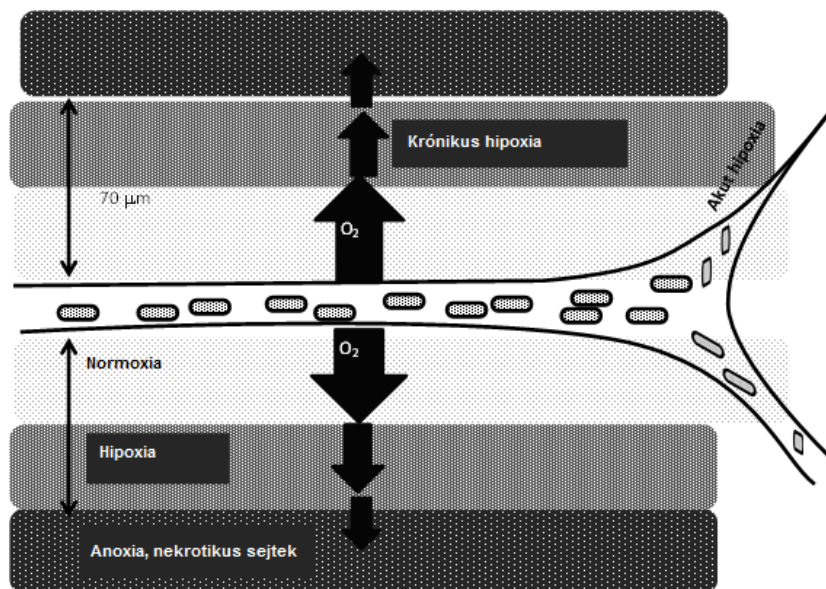 Krónikus hipoxia
Akut hipoxia
70 µm
O₂
O₂
Normoxia
Hipoxia
Anoxia, nekrotikus sejtek